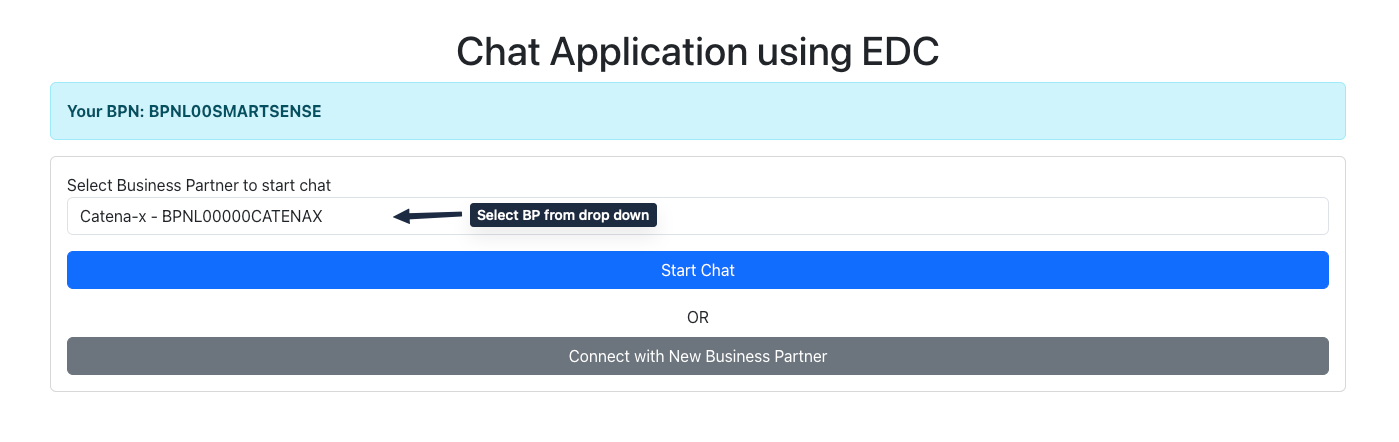 Chat Application using EDC
Your BPN: BPNL00SMARTSENSE
Select Business Partner to start chat
Catena-x - BPNL00000CATENAX
Select BP from drop down
Start Chat
OR
Connect with New Business Partner